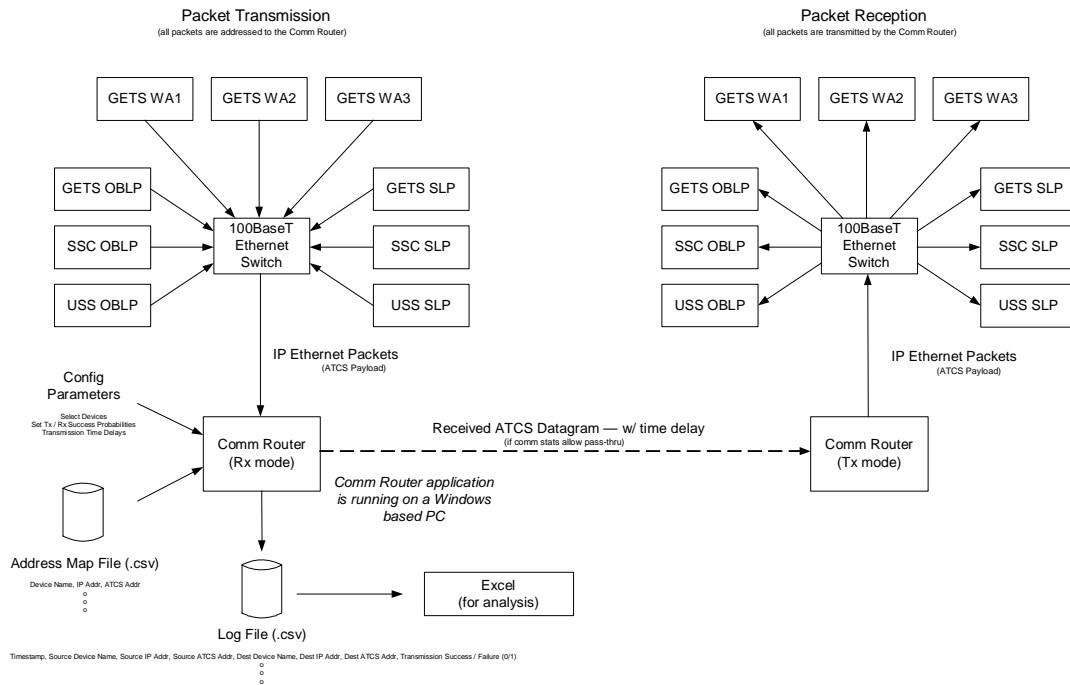 Packet Transmission
(all packets are addressed to the Comm Router)
Packet Reception
(all packets are transmitted by the Comm Router)
GETS WA1
GETS WA2
GETS WA3
GETS OBLP
GETS SLP
100BaseT
Ethernet
Switch
SSC OBLP
SSC SLP
USS OBLP
USS SLP
GETS WA1
GETS WA2
GETS WA3
GETS OBLP
GETS SLP
100BaseT
Ethernet
Switch
SSC OBLP
SSC SLP
USS OBLP
USS SLP
IP Ethernet Packets
(ATCS Payload)
IP Ethernet Packets
(ATCS Payload)
Config
Parameters
Select Devices
Set Tx / Rx Success Probabilities
Transmission Time Delays
Comm Router
(Rx mode)
Received ATCS Datagram — w/ time delay
(if comm stats allow pass-thru)
Comm Router
(Tx mode)
Comm Router application
is running on a Windows
based PC
Address Map File (.csv)
Device Name, IP Addr, ATCS Addr
Excel
(for analysis)
Log File (.csv)
Timestamp, Source Device Name, Source IP Addr, Source ATCS Addr, Dest Device Name, Dest IP Addr, Dest ATCS Addr, Transmission Success / Failure (0/1)